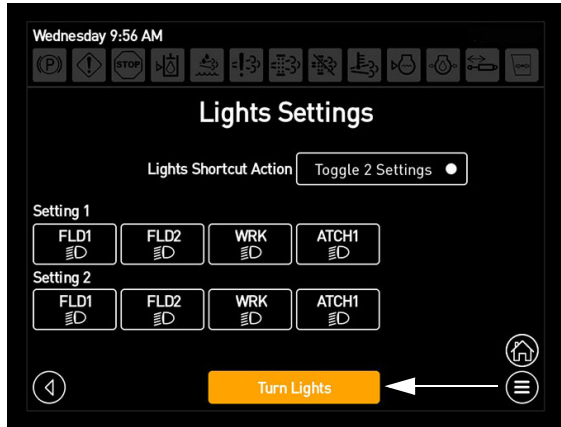 Wednesday 9:56 AM
(P) STOP
Lights Settings
Lights Shortcut Action Toggle 2 Settings
Setting 1
FLD1 FLD2 WRK ATCH1
Setting 2
FLD1 FLD2 WRK ATCH1
Turn Lights